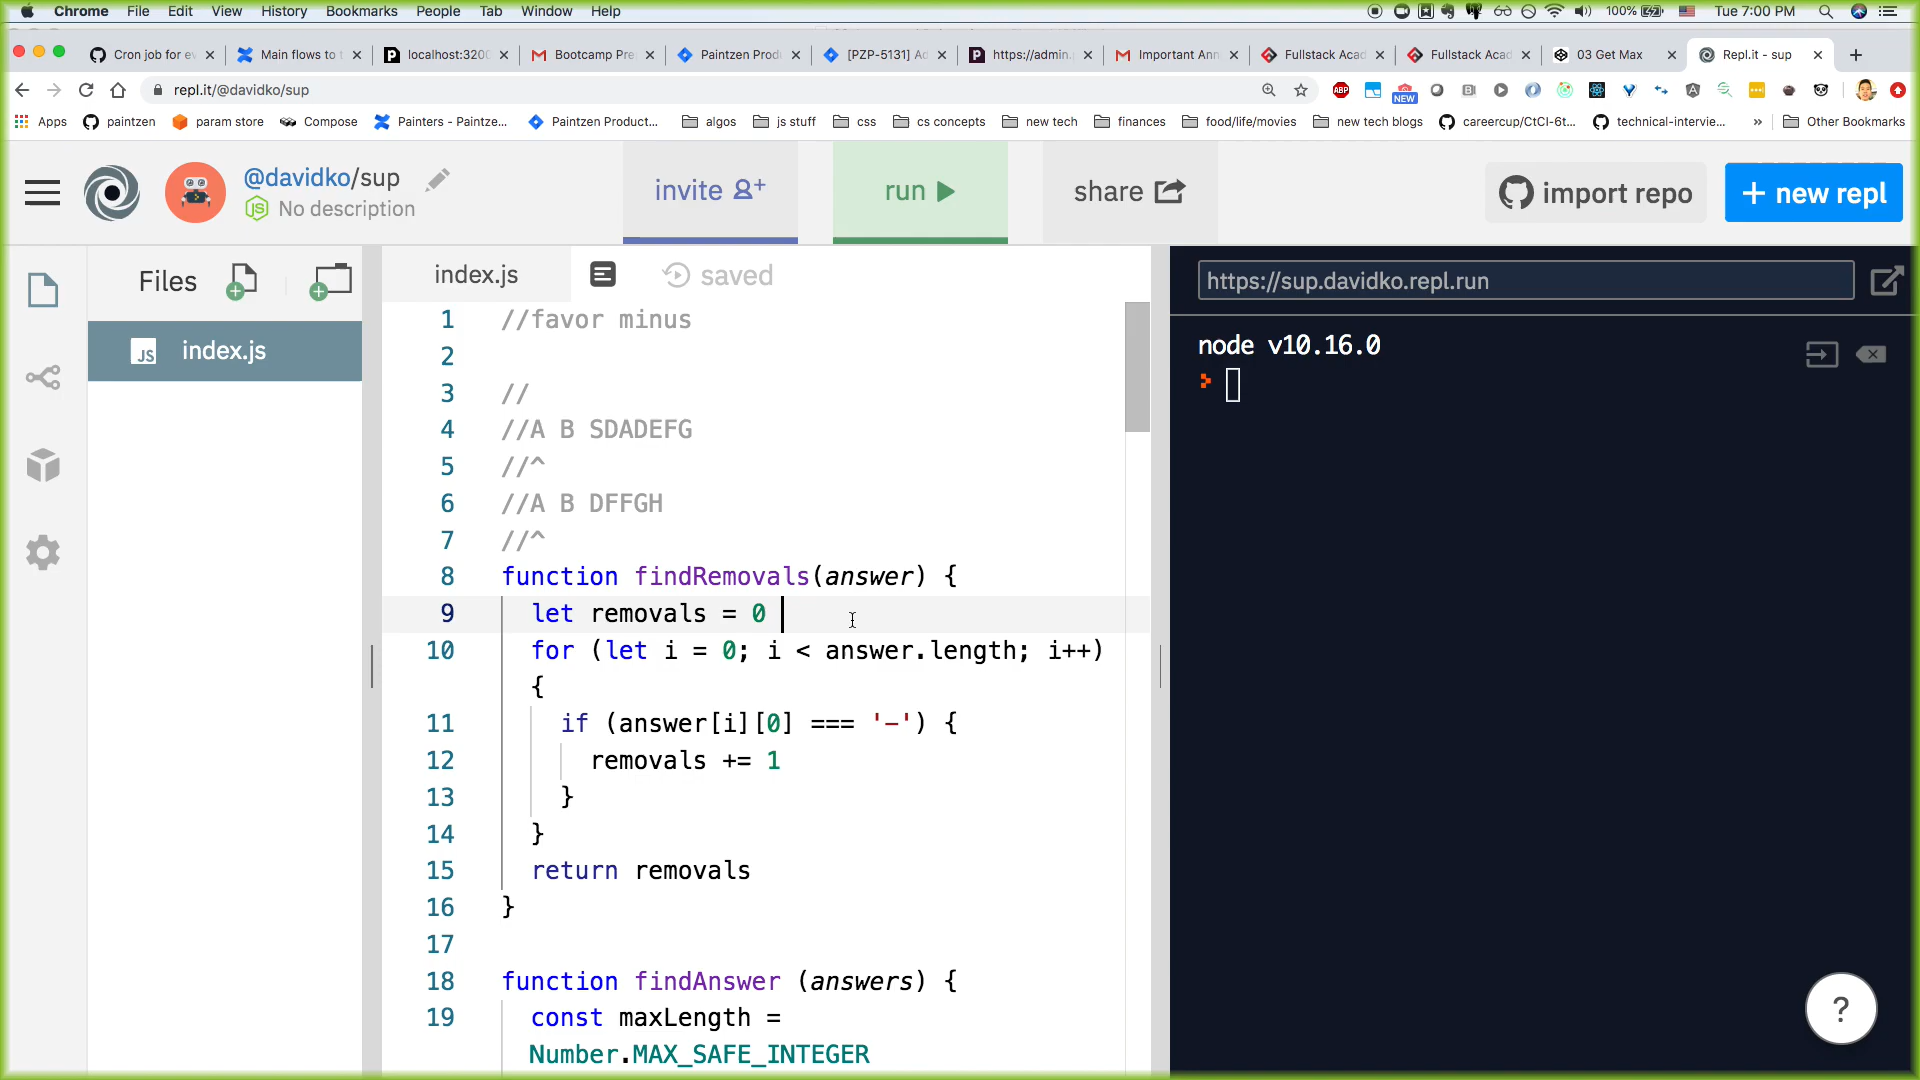 Chrome File Edit View History Bookmarks People Tab Window Help 100% Tue 7:00 PM
Cron job for ev Main flows to t localhost:3200 Bootcamp Pre Paintzen Prod [PZP-5131] Ad https://admin. Important Ann Fullstack Acad Fullstack Acad 03 Get Max Repl.it - sup
repl.it/@davidko/sup ABP NEW
Apps paintzen param store Compose Painters - Paintze... Paintzen Product... algos js stuff css cs concepts new tech finances food/life/movies new tech blogs careercup/CtCI-6t... technical-intervie... » Other Bookmarks
@davidko/sup
No description
invite
run
share
import repo
+ new repl
Files
JS index.js
index.js
saved
1 //favor minus
2
3 //
4 //A B SDADEFG
5 //^
6 //A B DFFGH
7 //^
8 function findRemovals(answer) {
9 let removals = 0
10 for (let i = 0; i < answer.length; i++)
{
11 if (answer[i][0] === '-') {
12 removals += 1
13 }
14 }
15 return removals
16 }
17
18 function findAnswer (answers) {
19 const maxLength =
Number.MAX_SAFE_INTEGER
https://sup.davidko.repl.run
node v10.16.0
?